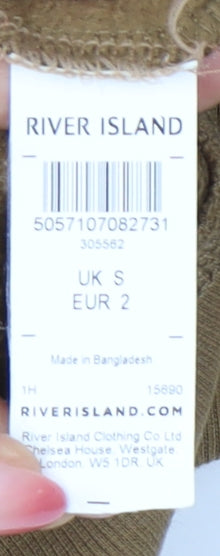 RIVER ISLAND
5057107082731
305562
UK S
EUR 2
Made in Bangladesh
1H 15690
RIVERISLAND.COM
River Island Clothing Co Ltd
Chelsea House, Westgate,
London. W5 1DR. UK